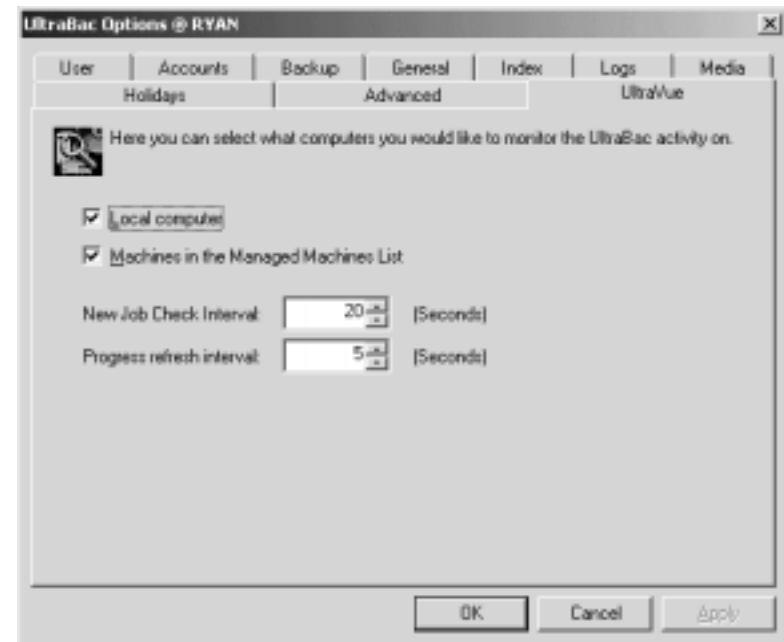 UltraBac Options @ RYAN
User Accounts Backup General Index Logs Media
Holidays Advanced UltraVue
Here you can select what computers you would like to monitor the UltraBac activity on.
Local computer
Machines in the Managed Machines List
New Job Check Interval: 20 (Seconds)
Progress refresh interval: 5 (Seconds)
OK Cancel Apply